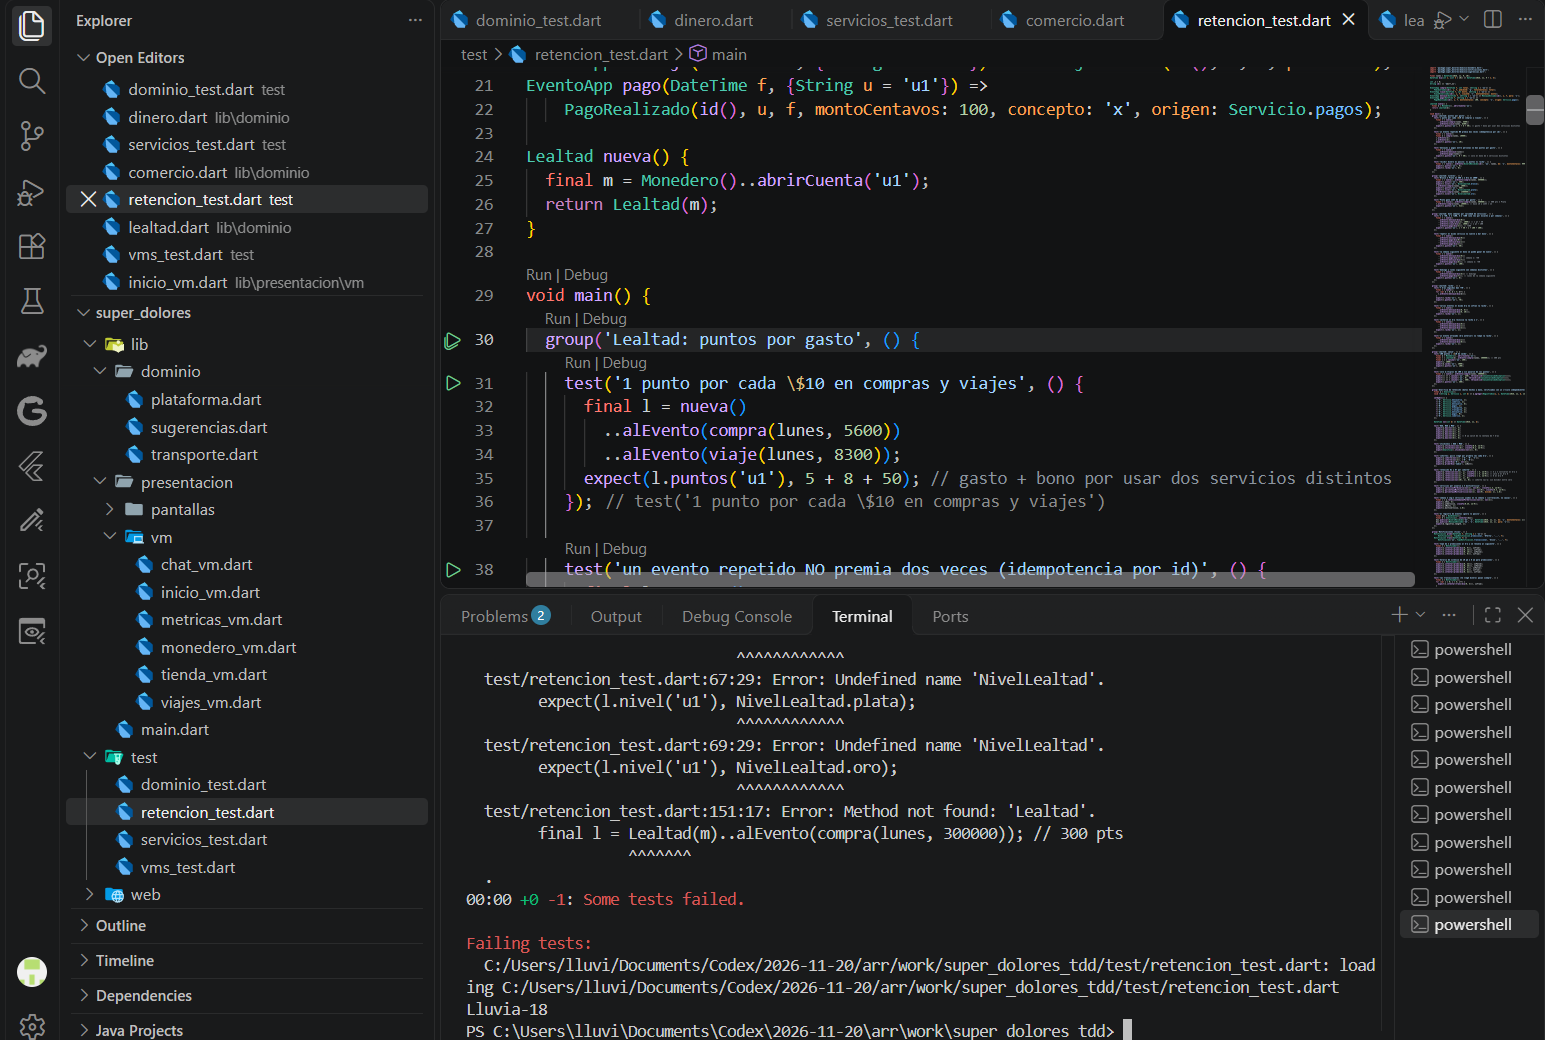 Explorer
Open Editors
dominio_test.dart test
dinero.dart lib\dominio
servicios_test.dart test
comercio.dart lib\dominio
retencion_test.dart test
lealtad.dart lib\dominio
vms_test.dart test
inicio_vm.dart lib\presentacion\vm
super_dolores
lib
dominio
plataforma.dart
sugerencias.dart
transporte.dart
presentacion
pantallas
vm
chat_vm.dart
inicio_vm.dart
metricas_vm.dart
monedero_vm.dart
tienda_vm.dart
viajes_vm.dart
main.dart
test
dominio_test.dart
retencion_test.dart
servicios_test.dart
vms_test.dart
web
Outline
Timeline
Dependencies
Java Projects
dominio_test.dart dinero.dart servicios_test.dart comercio.dart retencion_test.dart lea
test > retencion_test.dart > main
21 EventoApp pago(DateTime f, {String u = 'u1'}) =>
22 PagoRealizado(id(), u, f, montoCentavos: 100, concepto: 'x', origen: Servicio.pagos);
23
24 Lealtad nueva() {
25 final m = Monedero()..abrirCuenta('u1');
26 return Lealtad(m);
27 }
28
Run | Debug
29 void main() {
Run | Debug
30 group('Lealtad: puntos por gasto', () {
Run | Debug
31 test('1 punto por cada \$10 en compras y viajes', () {
32 final l = nueva()
33 ..alEvento(compra(lunes, 5600))
34 ..alEvento(viaje(lunes, 8300));
35 expect(l.puntos('u1'), 5 + 8 + 50); // gasto + bono por usar dos servicios distintos
36 }); // test('1 punto por cada \$10 en compras y viajes')
37
Run | Debug
38 test('un evento repetido NO premia dos veces (idempotencia por id)', () {
Problems 2 Output Debug Console Terminal Ports
^^^^^^^^^^^^
test/retencion_test.dart:67:29: Error: Undefined name 'NivelLealtad'.
expect(l.nivel('u1'), NivelLealtad.plata);
^^^^^^^^^^^^
test/retencion_test.dart:69:29: Error: Undefined name 'NivelLealtad'.
expect(l.nivel('u1'), NivelLealtad.oro);
^^^^^^^^^^^^
test/retencion_test.dart:151:17: Error: Method not found: 'Lealtad'.
final l = Lealtad(m)..alEvento(compra(lunes, 300000)); // 300 pts
^^^^^^^
.
00:00 +0 -1: Some tests failed.
Failing tests:
C:/Users/lluvi/Documents/Codex/2026-11-20/arr/work/super_dolores_tdd/test/retencion_test.dart: load
ing C:/Users/lluvi/Documents/Codex/2026-11-20/arr/work/super_dolores_tdd/test/retencion_test.dart
Lluvia-18
PS C:\Users\lluvi\Documents\Codex\2026-11-20\arr\work\super_dolores_tdd>
powershell
powershell
powershell
powershell
powershell
powershell
powershell
powershell
powershell
powershell
powershell